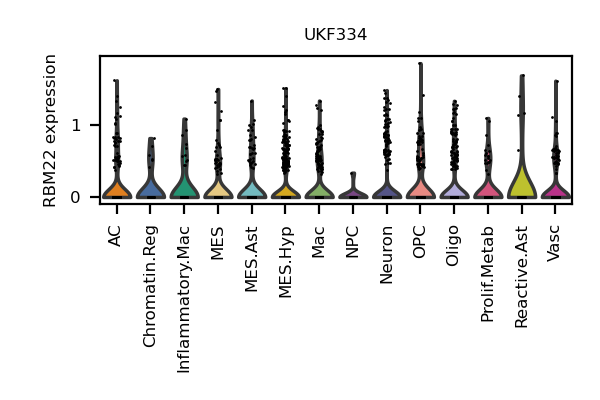 UKF334
RBM22 expression
1
0
AC
Chromatin.Reg
Inflammatory.Mac
MES
MES.Ast
MES.Hyp
Mac
NPC
Neuron
OPC
Oligo
Prolif.Metab
Reactive.Ast
Vasc